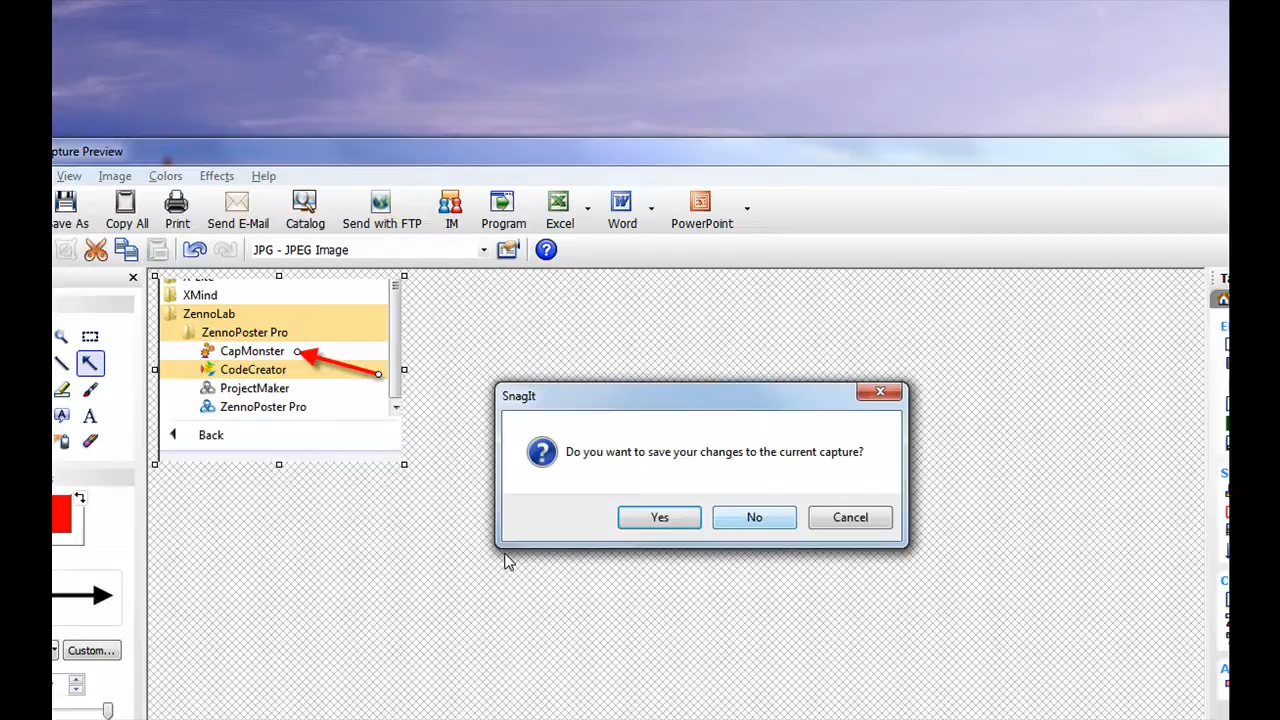 pture Preview
View Image Colors Effects Help
ave As Copy All Print Send E-Mail Catalog Send with FTP IM Program Excel Word PowerPoint
JPG - JPEG Image
XMind
ZennoLab
ZennoPoster Pro
CapMonster
CodeCreator
ProjectMaker
ZennoPoster Pro
Back
SnagIt
Do you want to save your changes to the current capture?
Yes No Cancel
Custom...